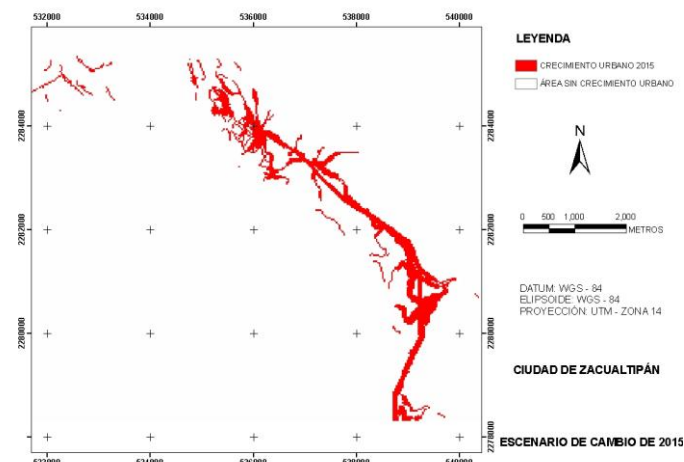 532000 534000 536000 538000 540000
LEYENDA
CRECIMIENTO URBANO 2015
ÁREA SIN CRECIMIENTO URBANO
2284000 2284000
N
2282000 2282000
0 500 1,000 2,000
METROS
DATUM: WGS - 84
ELIPSOIDE: WGS - 84
PROYECCIÓN: UTM - ZONA 14
2280000 2280000
CIUDAD DE ZACUALTIPÁN
2278000
ESCENARIO DE CAMBIO DE 2015